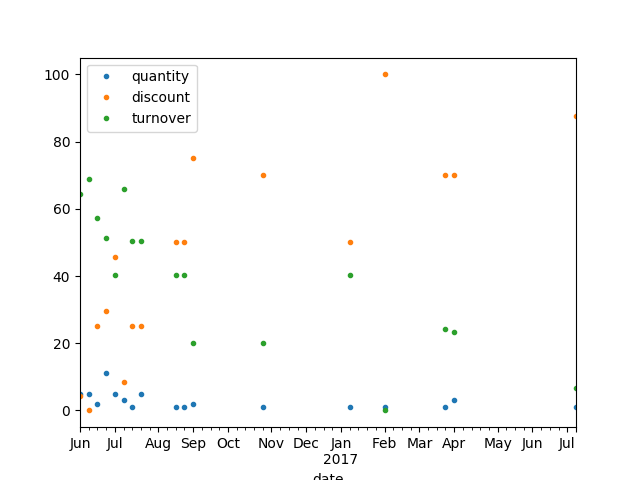 100
80
60
40
20
0
quantity
discount
turnover
Jun Jul Aug Sep Oct Nov Dec Jan Feb Mar Apr May Jun Jul
2017
date